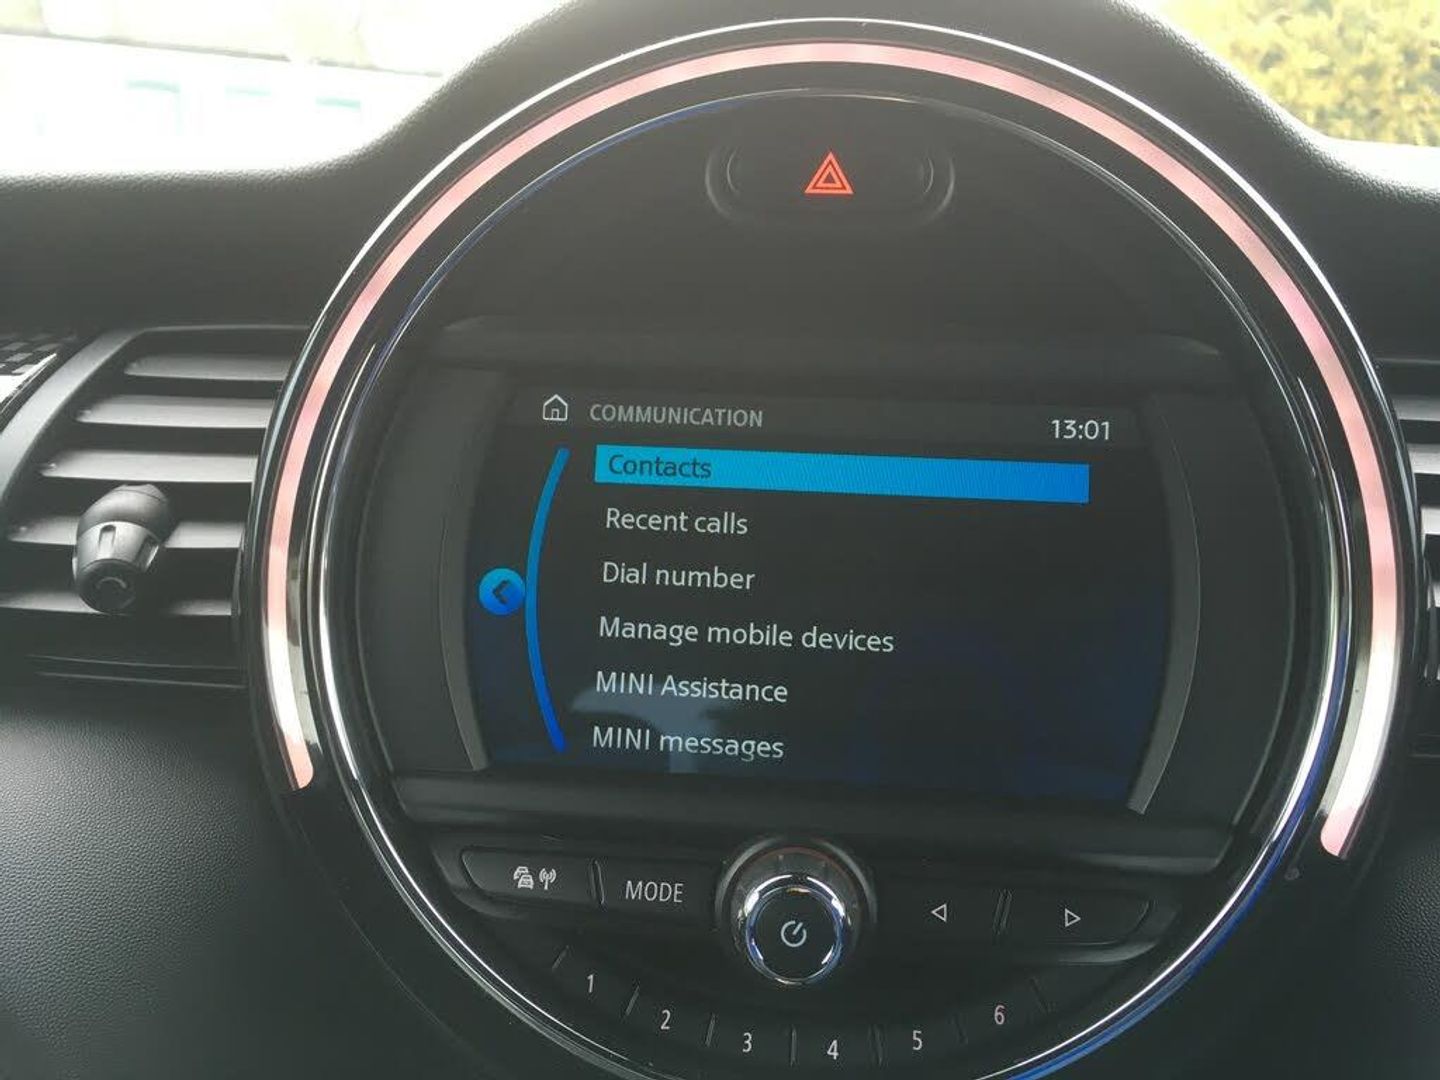 COMMUNICATION 13:01
Contacts
Recent calls
Dial number
Manage mobile devices
MINI Assistance
MINI messages
MODE
1 2 3 4 5 6